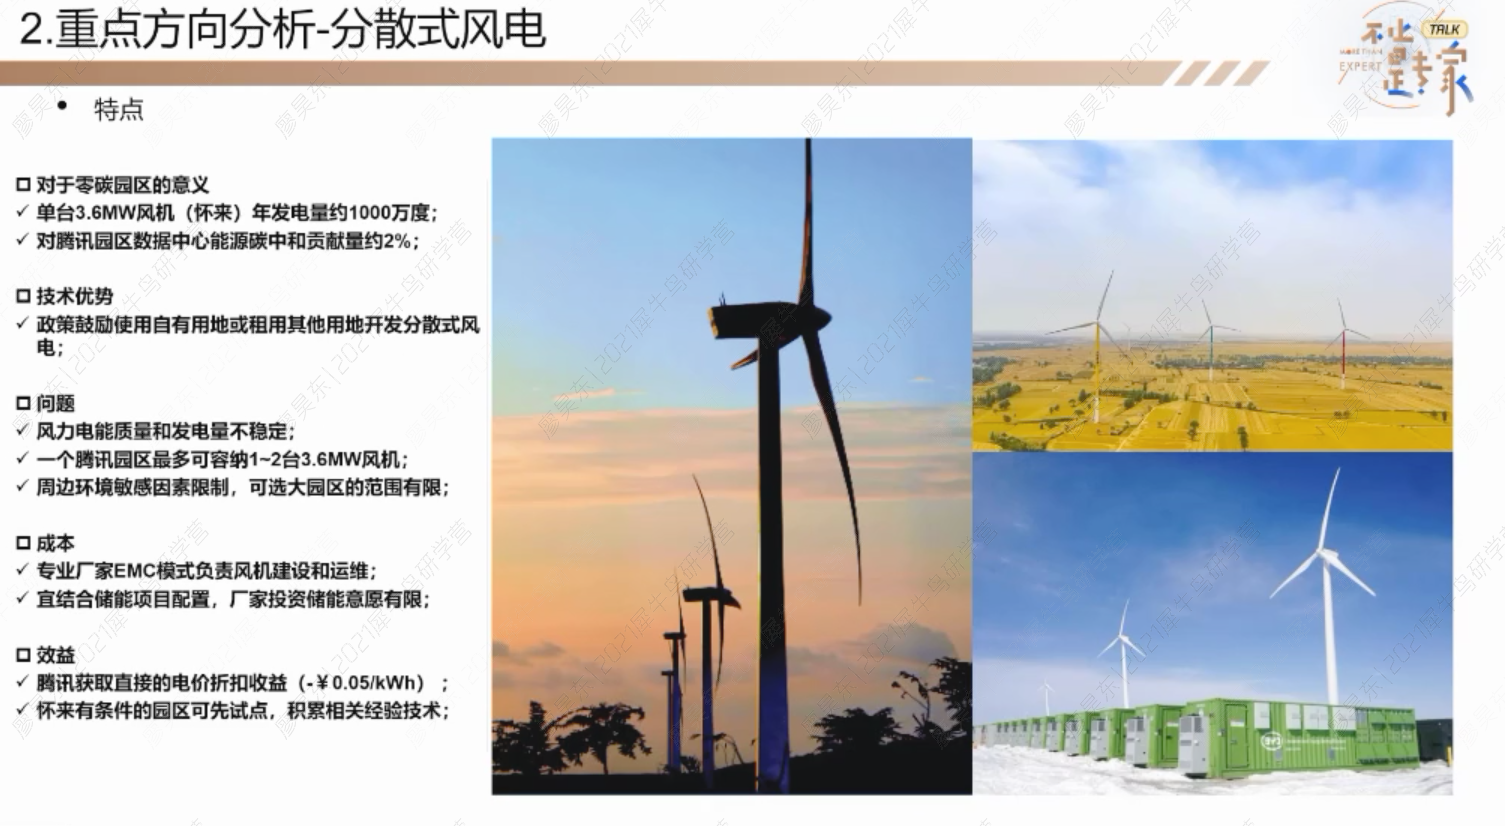 2.重点方向分析-分散式风电
不止
TALK
MORE THAN
EXPERT
是专家
• 特点
对于零碳园区的意义
✓ 单台3.6MW风机（怀来）年发电量约1000万度；
✓ 对腾讯园区数据中心能源碳中和贡献量约2%；
技术优势
✓ 政策鼓励使用自有用地或租用其他用地开发分散式风
电；
问题
✓ 风力电能质量和发电量不稳定；
✓ 一个腾讯园区最多可容纳1~2台3.6MW风机；
✓ 周边环境敏感因素限制，可选大园区的范围有限；
成本
✓ 专业厂家EMC模式负责风机建设和运维；
✓ 宜结合储能项目配置，厂家投资储能意愿有限；
效益
✓ 腾讯获取直接的电价折扣收益（-￥0.05/kWh）；
✓ 怀来有条件的园区可先试点，积累相关经验技术；
廖昊东|2021犀牛鸟研学营